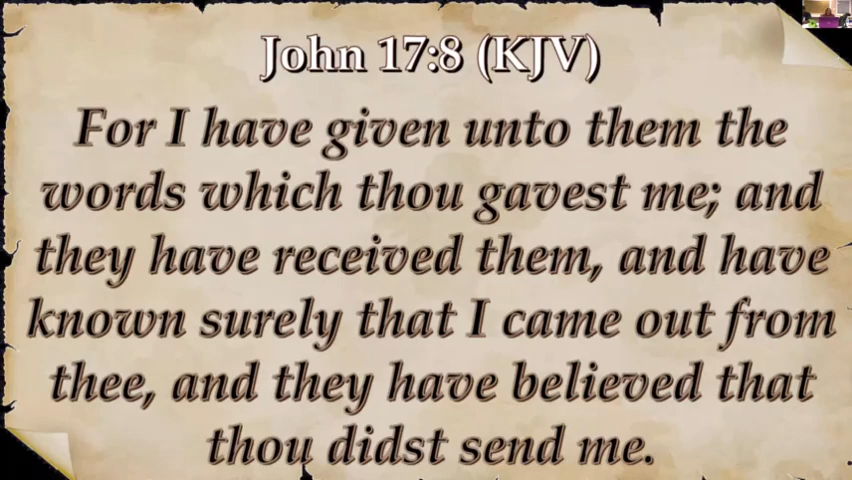 John 17:8 (KJV)
For I have given unto them the
words which thou gavest me; and
they have received them, and have
known surely that I came out from
thee, and they have believed that
thou didst send me.